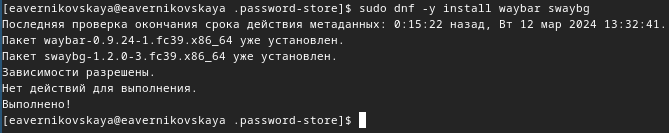 [eavernikovskaya@eavernikovskaya .password-store]$ sudo dnf -y install waybar swaybg
Последняя проверка окончания срока действия метаданных: 0:15:22 назад, Вт 12 мар 2024 13:32:41.
Пакет waybar-0.9.24-1.fc39.x86_64 уже установлен.
Пакет swaybg-1.2.0-3.fc39.x86_64 уже установлен.
Зависимости разрешены.
Нет действий для выполнения.
Выполнено!
[eavernikovskaya@eavernikovskaya .password-store]$